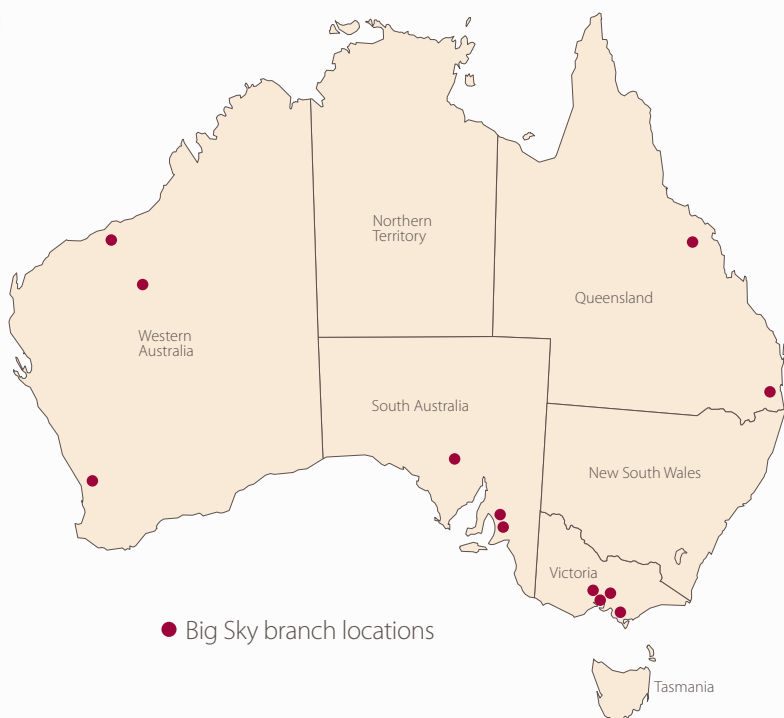 Northern
Territory
Queensland
Western
Australia
South Australia
New South Wales
Victoria
Big Sky branch locations
Tasmania